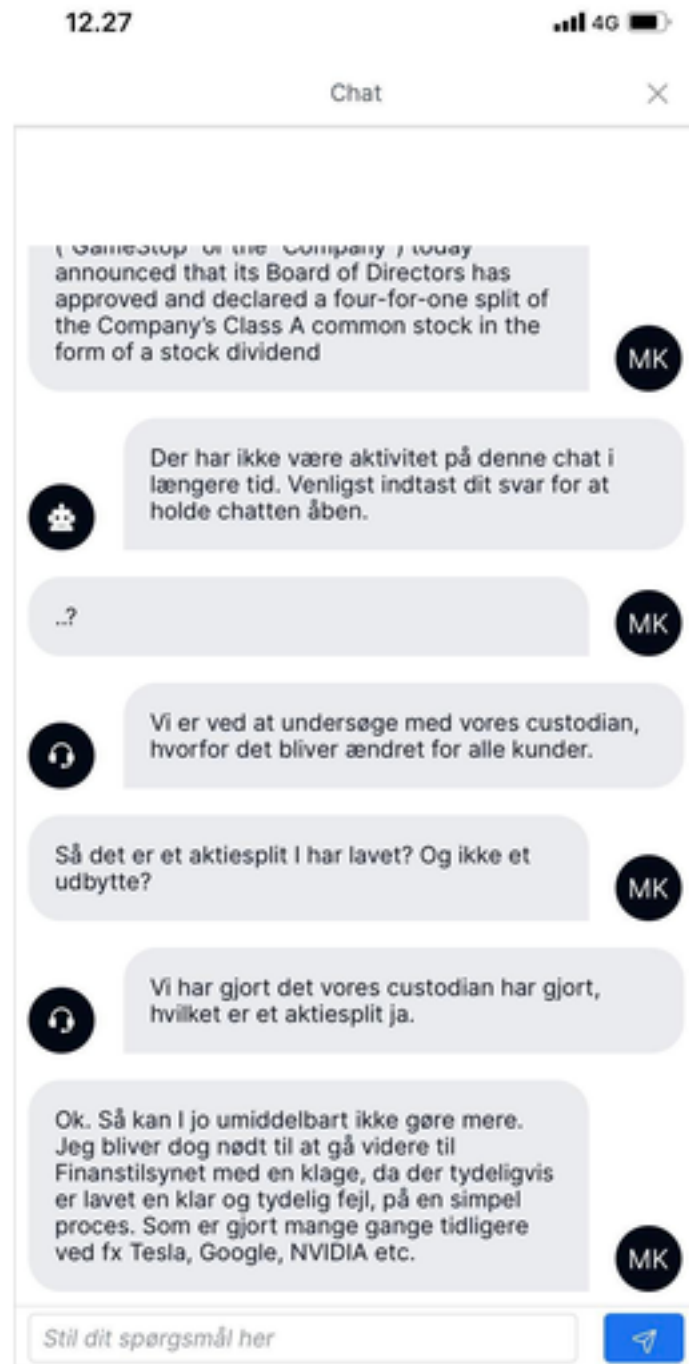 12.27
4G
Chat
("GameStop" or the "Company") today
announced that its Board of Directors has
approved and declared a four-for-one split of
the Company's Class A common stock in the
form of a stock dividend
MK
Der har ikke være aktivitet på denne chat i
længere tid. Venligst indtast dit svar for at
holde chatten åben.
..?
MK
Vi er ved at undersøge med vores custodian,
hvorfor det bliver ændret for alle kunder.
Så det er et aktiesplit I har lavet? Og ikke et
udbytte?
MK
Vi har gjort det vores custodian har gjort,
hvilket er et aktiesplit ja.
Ok. Så kan I jo umiddelbart ikke gøre mere.
Jeg bliver dog nødt til at gå videre til
Finanstilsynet med en klage, da der tydeligvis
er lavet en klar og tydelig fejl, på en simpel
proces. Som er gjort mange gange tidligere
ved fx Tesla, Google, NVIDIA etc.
MK
Stil dit spørgsmål her